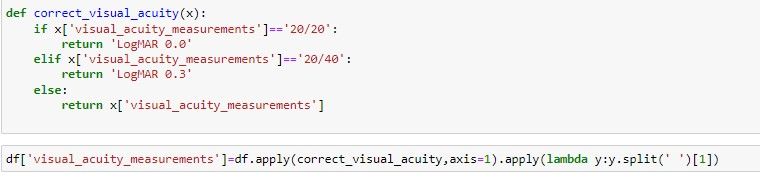 def correct_visual_acuity(x):
    if x['visual_acuity_measurements']=='20/20':
        return 'LogMAR 0.0'
    elif x['visual_acuity_measurements']=='20/40':
        return 'LogMAR 0.3'
    else:
        return x['visual_acuity_measurements']
df['visual_acuity_measurements']=df.apply(correct_visual_acuity,axis=1).apply(lambda y:y.split(' ')[1])